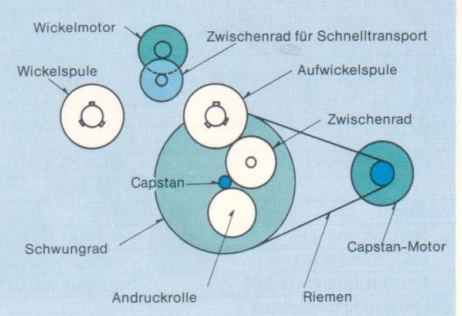 Wickelmotor
Zwischenrad für Schnelltransport
Wickelspule
Aufwickelspule
Zwischenrad
Capstan
Schwungrad
Capstan-Motor
Andruckrolle
Riemen